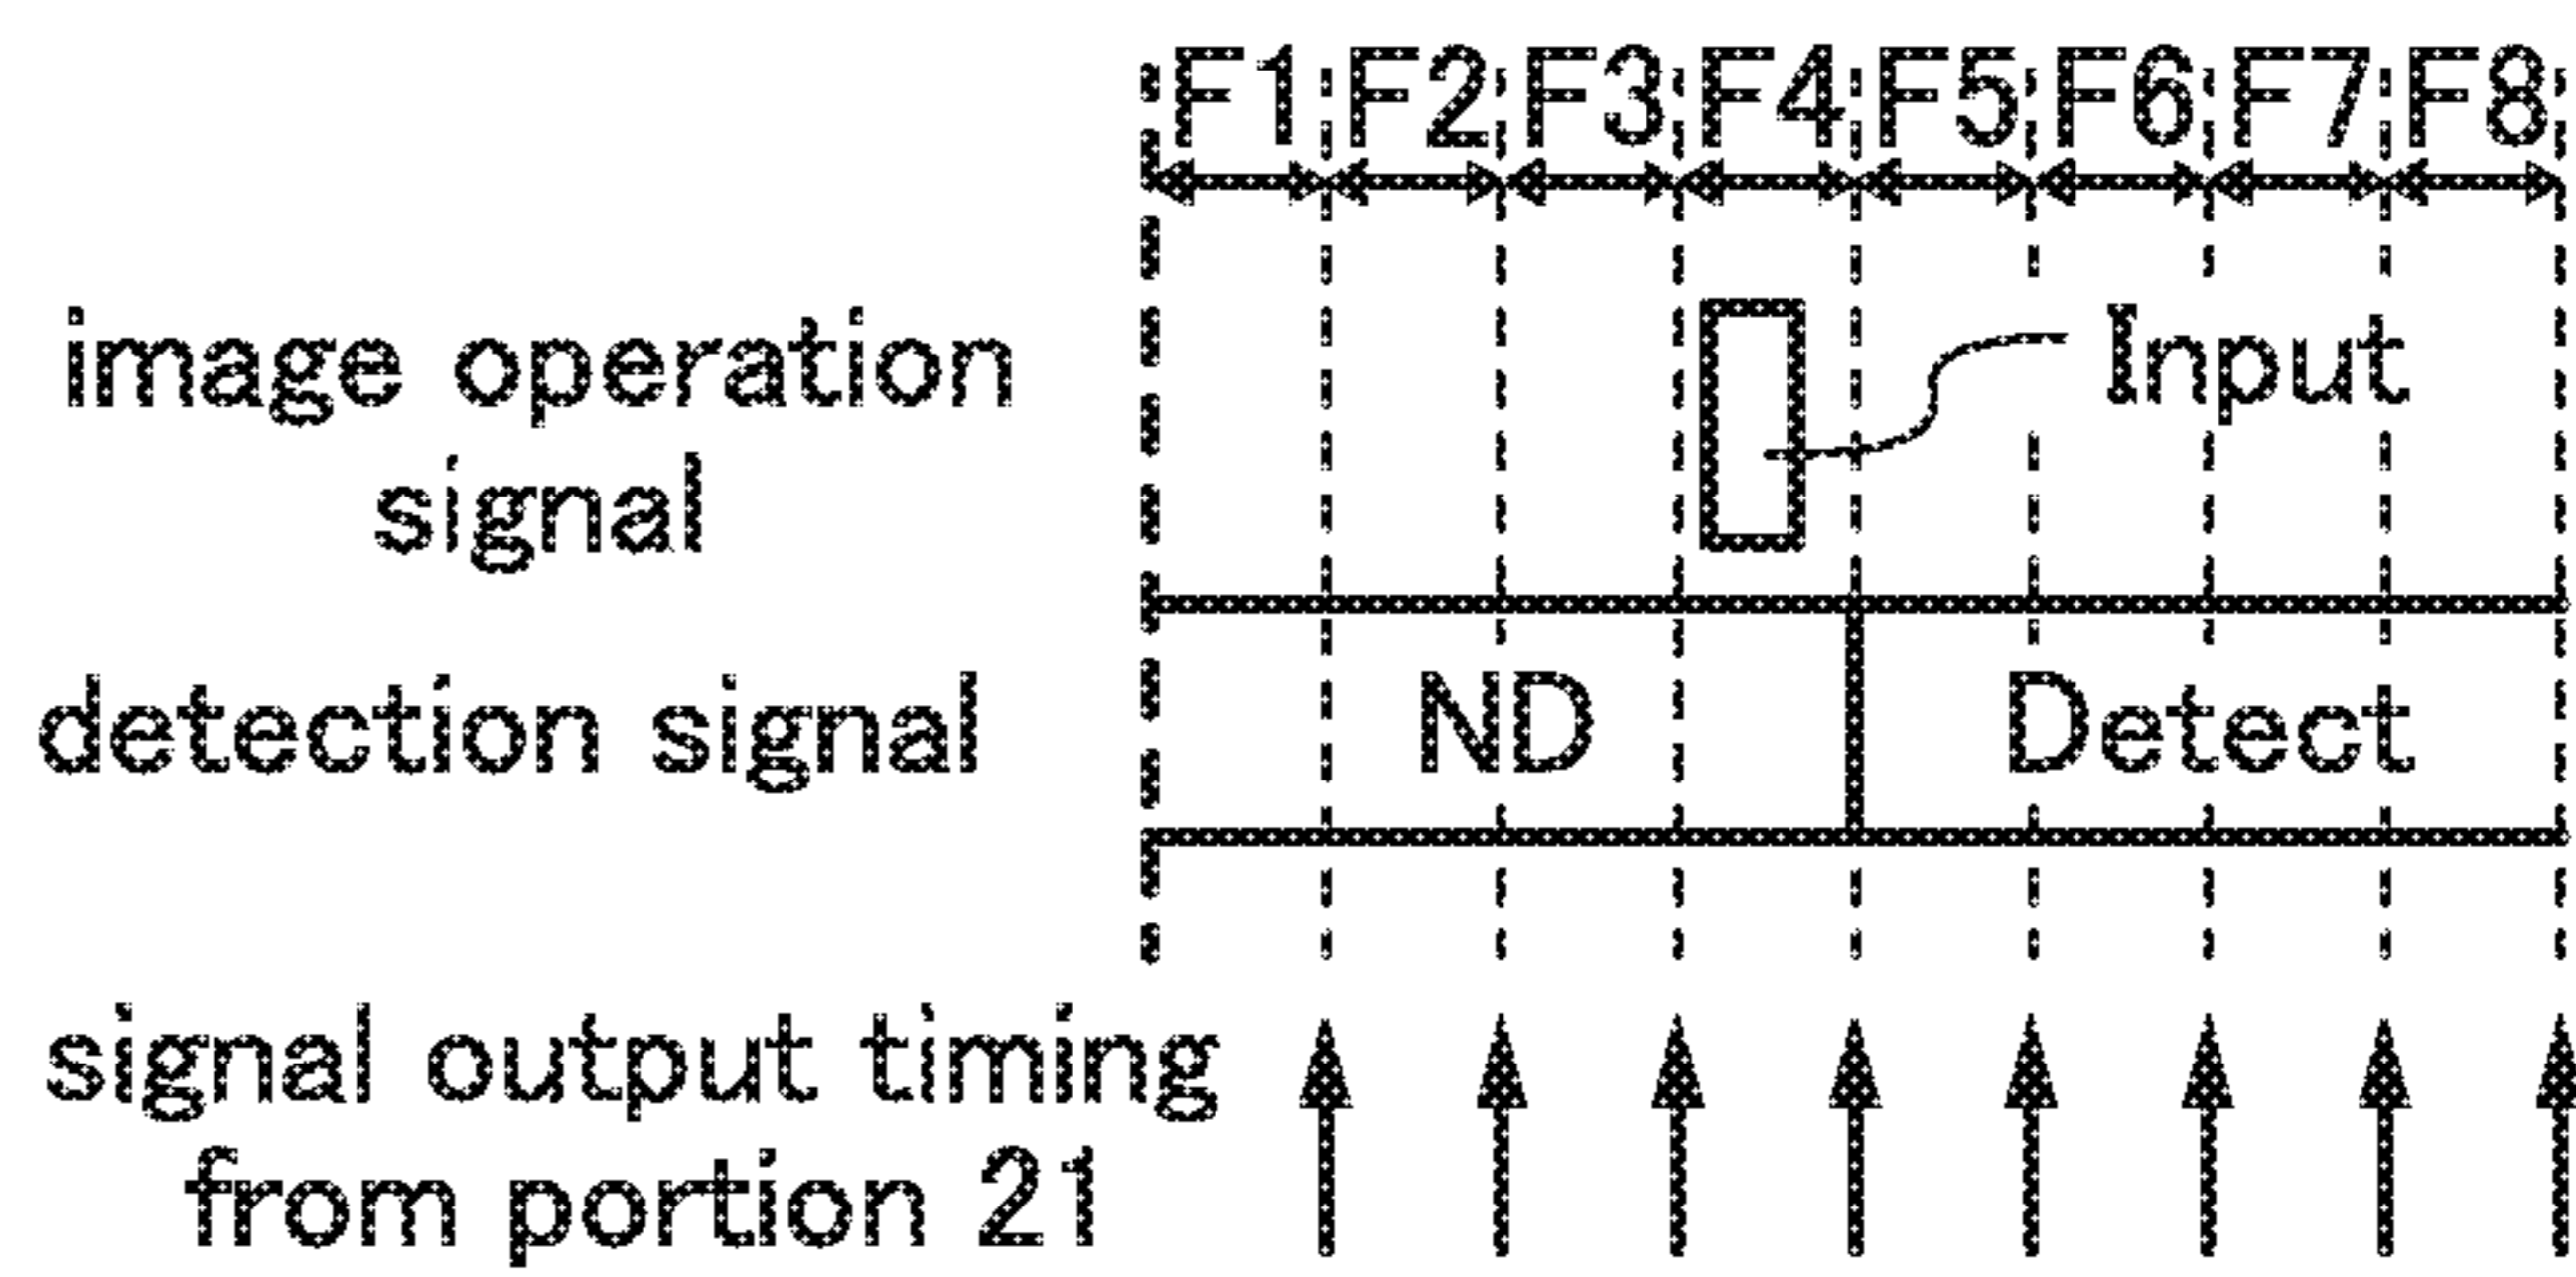 F1 F2 F3 F4 F5 F6 F7 F8
image operation
signal
Input
detection signal
ND
Detect
signal output timing
from portion 21